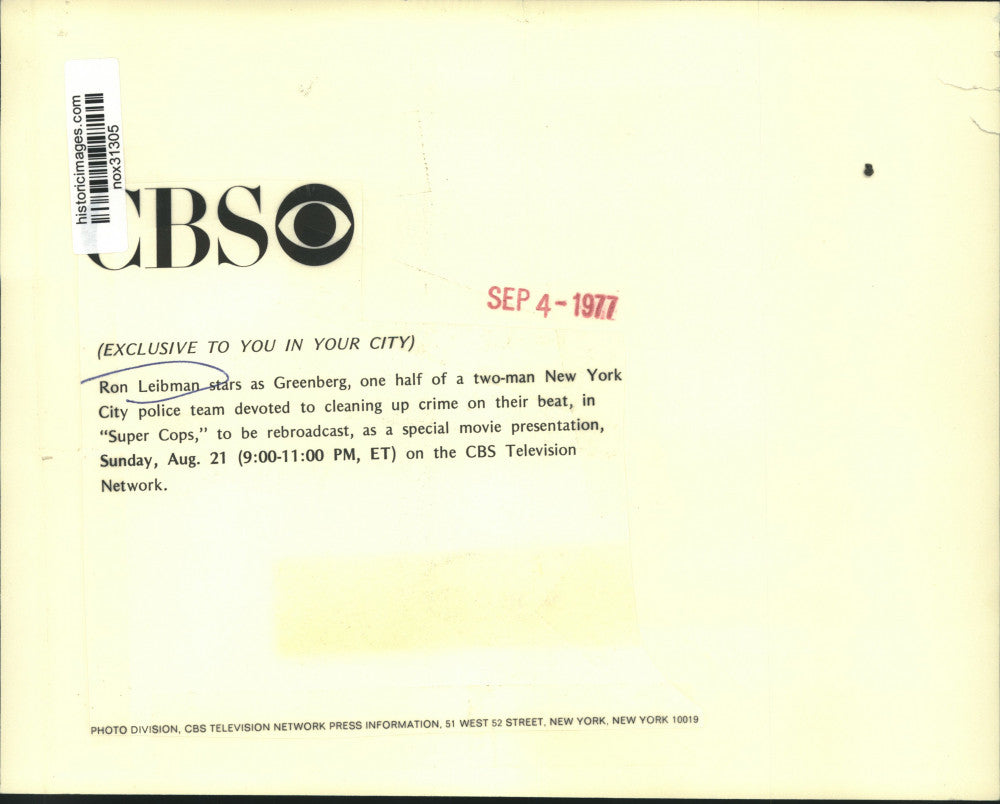 historicimages.com
nox31305
CBS
SEP 4-1977
(EXCLUSIVE TO YOU IN YOUR CITY)
Ron Leibman stars as Greenberg, one half of a two-man New York
City police team devoted to cleaning up crime on their beat, in
“Super Cops,” to be rebroadcast, as a special movie presentation,
Sunday, Aug. 21 (9:00-11:00 PM, ET) on the CBS Television
Network.
PHOTO DIVISION, CBS TELEVISION NETWORK PRESS INFORMATION, 51 WEST 52 STREET, NEW YORK, NEW YORK 10019